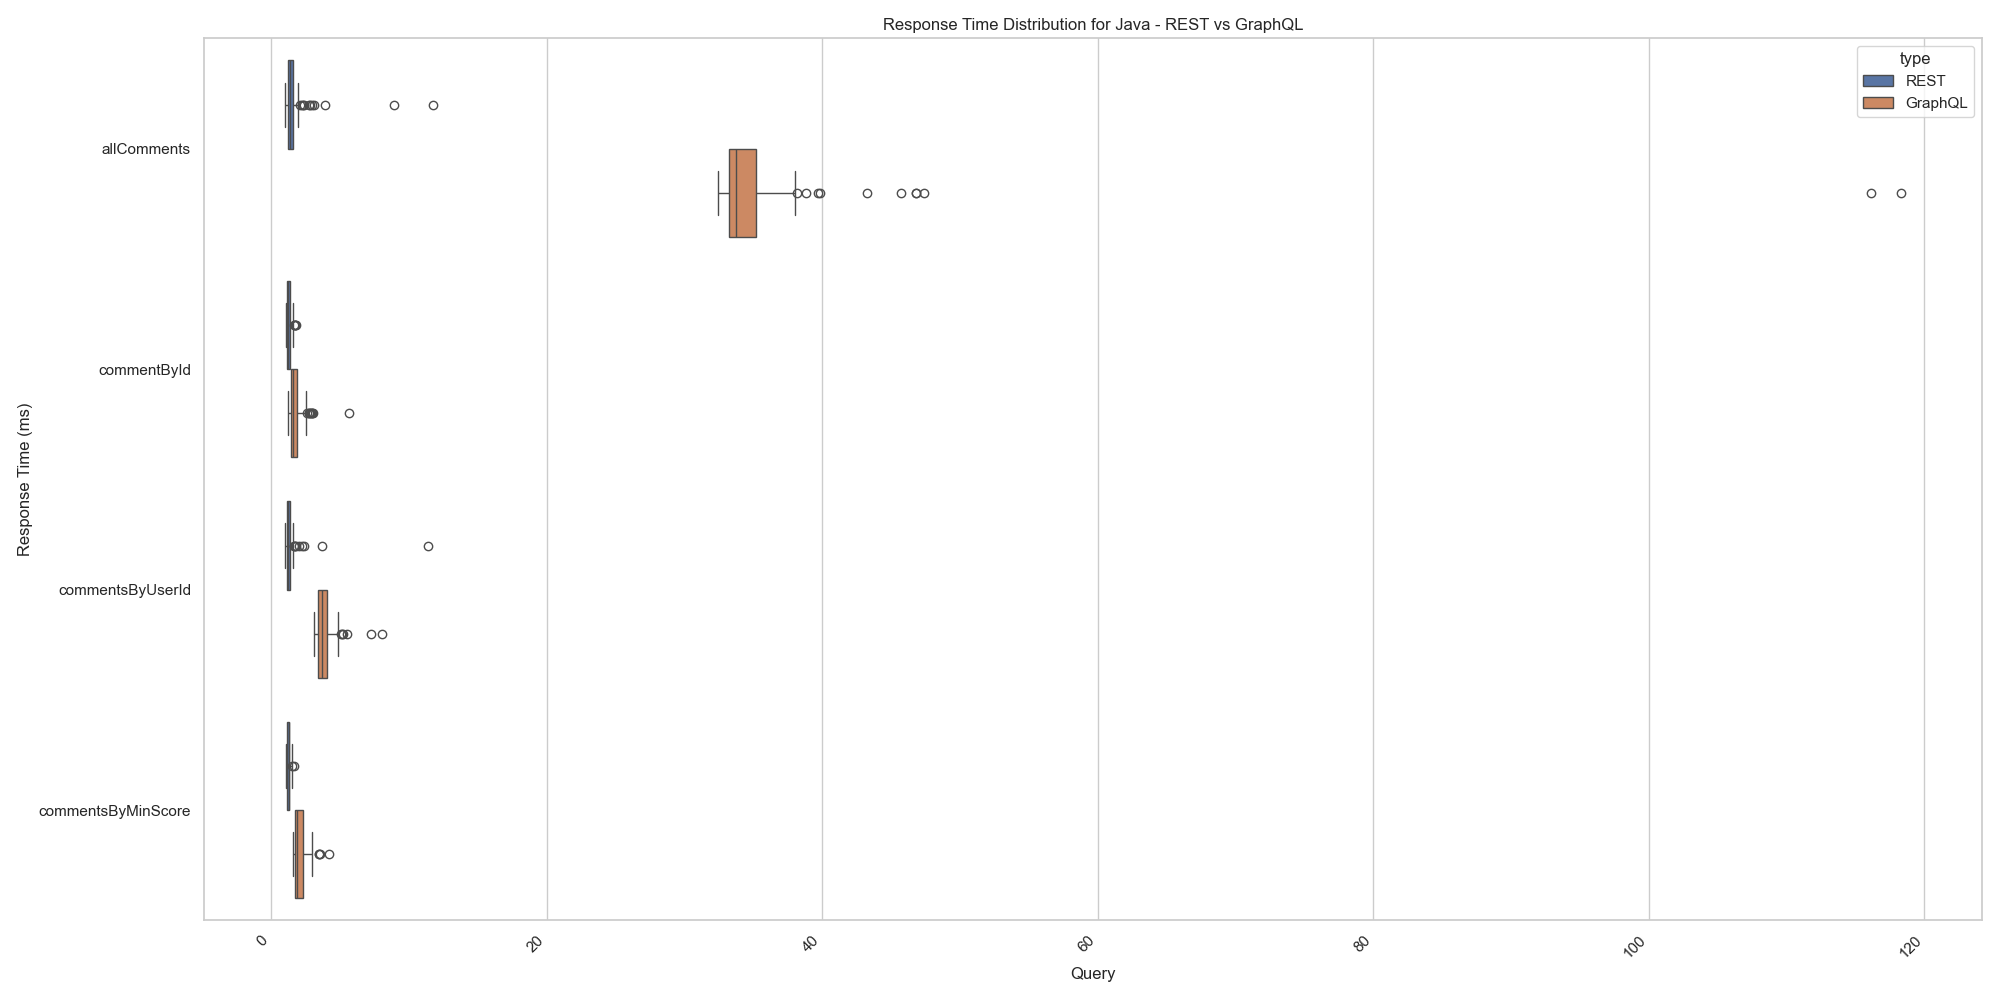 Response Time Distribution for Java - REST vs GraphQL
type
REST
GraphQL
allComments
commentById
commentsByUserId
commentsByMinScore
Response Time (ms)
0
20
40
60
80
100
120
Query